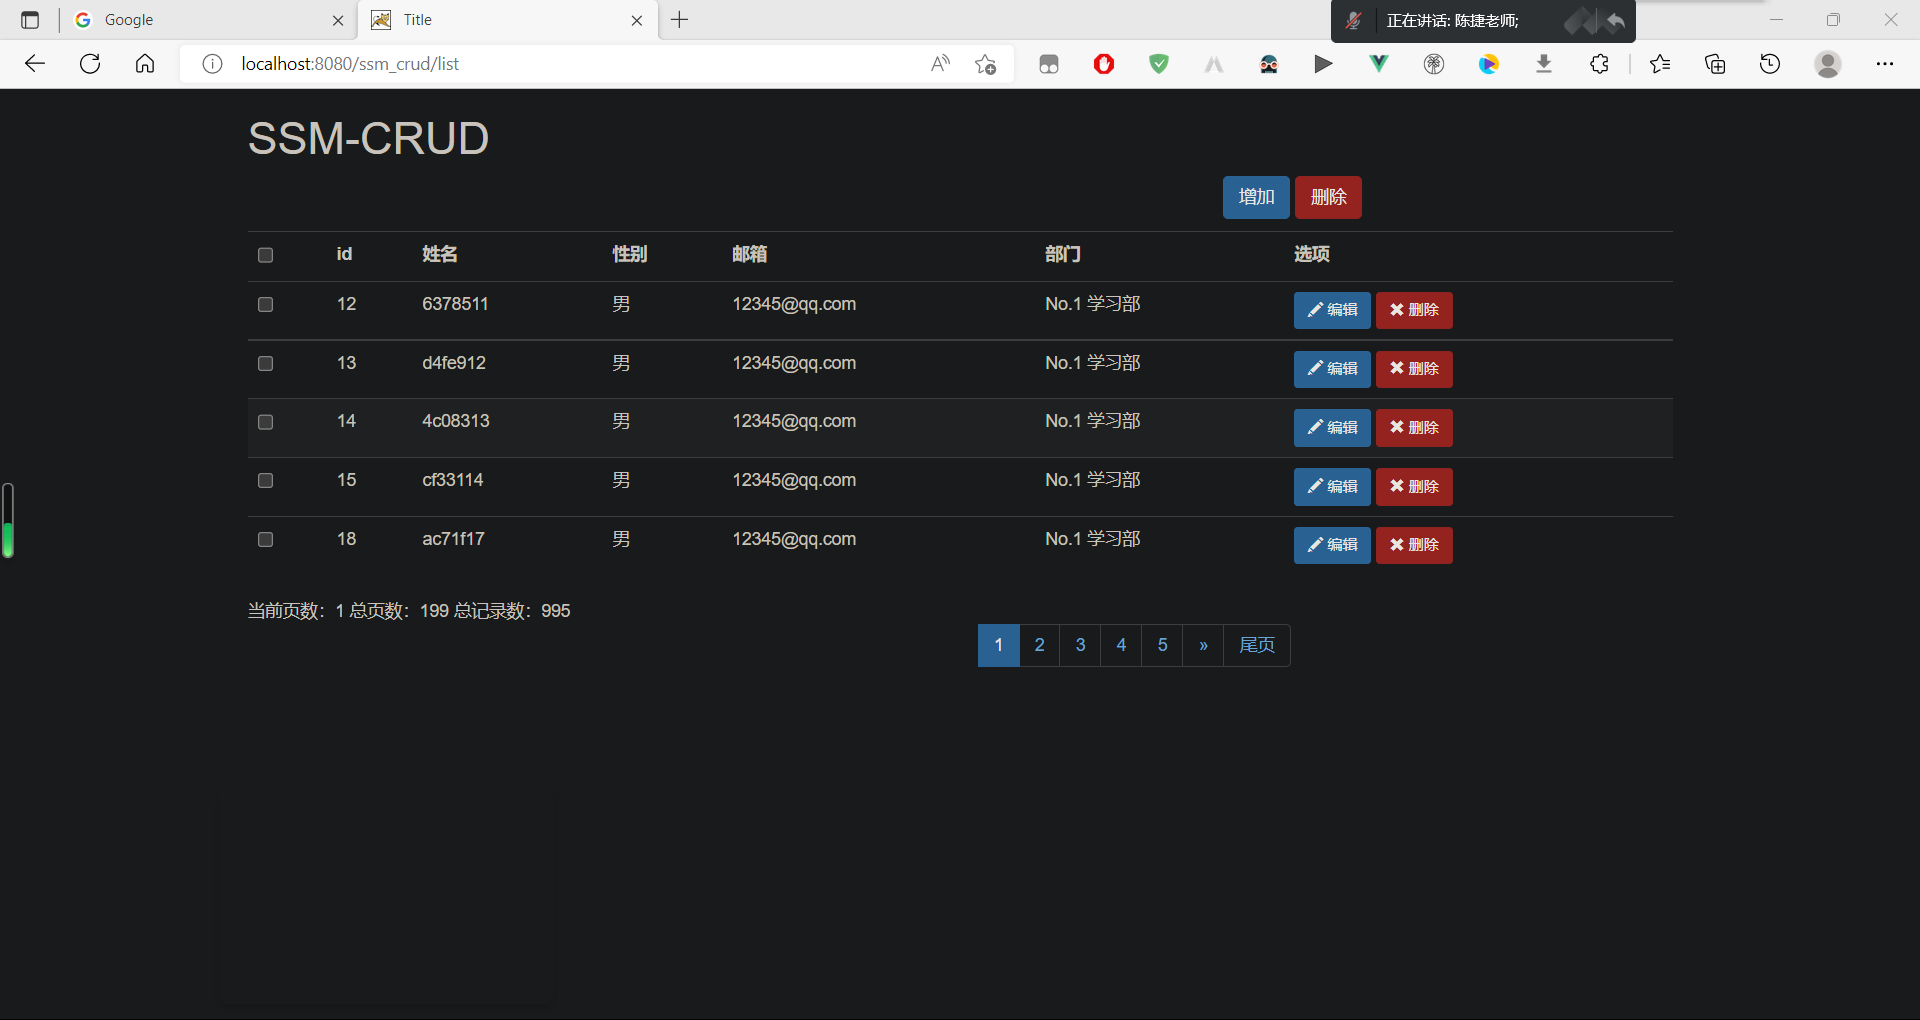 Google
Title
正在讲话: 陈捷老师;
localhost:8080/ssm_crud/list
SSM-CRUD
增加 删除
id 姓名 性别 邮箱 部门 选项
12 6378511 男 12345@qq.com No.1 学习部 编辑 删除
13 d4fe912 男 12345@qq.com No.1 学习部 编辑 删除
14 4c08313 男 12345@qq.com No.1 学习部 编辑 删除
15 cf33114 男 12345@qq.com No.1 学习部 编辑 删除
18 ac71f17 男 12345@qq.com No.1 学习部 编辑 删除
当前页数：1 总页数：199 总记录数：995
1 2 3 4 5 » 尾页